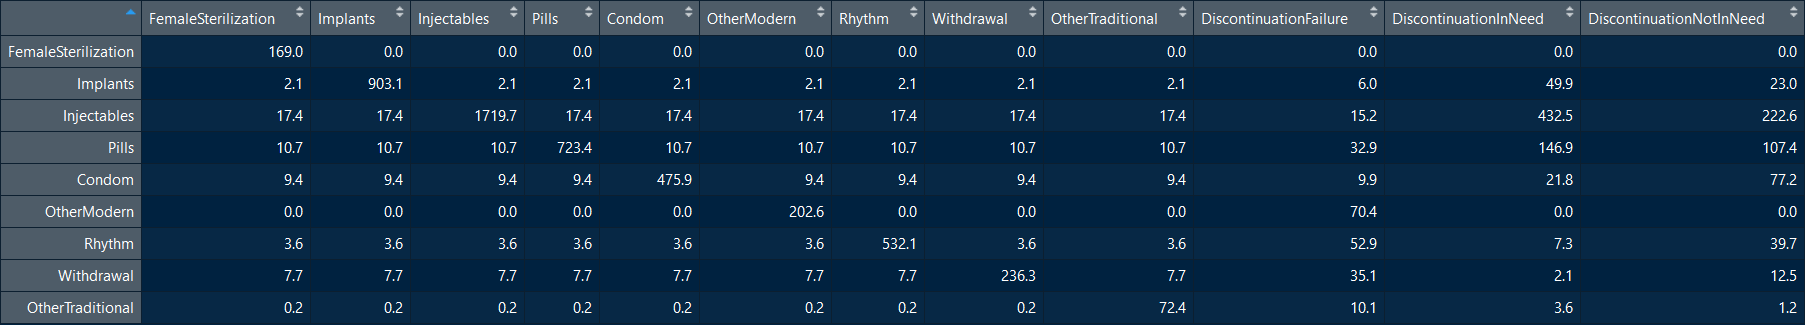 FemaleSterilization Implants Injectables Pills Condom OtherModern Rhythm Withdrawal OtherTraditional DiscontinuationFailure DiscontinuationInNeed DiscontinuationNotInNeed
FemaleSterilization 169.0 0.0 0.0 0.0 0.0 0.0 0.0 0.0 0.0 0.0 0.0 0.0
Implants 2.1 903.1 2.1 2.1 2.1 2.1 2.1 2.1 2.1 6.0 49.9 23.0
Injectables 17.4 17.4 1719.7 17.4 17.4 17.4 17.4 17.4 17.4 15.2 432.5 222.6
Pills 10.7 10.7 10.7 723.4 10.7 10.7 10.7 10.7 10.7 32.9 146.9 107.4
Condom 9.4 9.4 9.4 9.4 475.9 9.4 9.4 9.4 9.4 9.9 21.8 77.2
OtherModern 0.0 0.0 0.0 0.0 0.0 202.6 0.0 0.0 0.0 70.4 0.0 0.0
Rhythm 3.6 3.6 3.6 3.6 3.6 3.6 532.1 3.6 3.6 52.9 7.3 39.7
Withdrawal 7.7 7.7 7.7 7.7 7.7 7.7 7.7 236.3 7.7 35.1 2.1 12.5
OtherTraditional 0.2 0.2 0.2 0.2 0.2 0.2 0.2 0.2 72.4 10.1 3.6 1.2